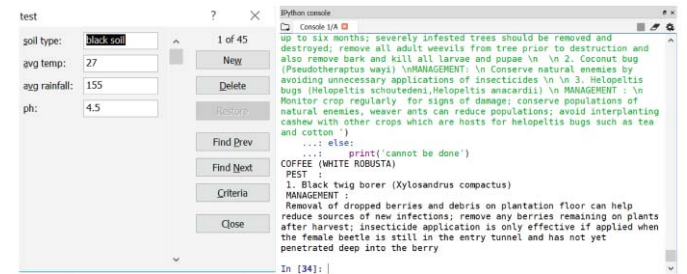 test
?
soil type: black soil
avg temp: 27
avg rainfall: 155
ph: 4.5
1 of 45
New
Delete
Restore
Find Prev
Find Next
Criteria
Close
IPython console
Console 1/A
up to six months; severely infested trees should be removed and
destroyed; remove all adult weevils from tree prior to destruction and
also remove bark and kill all larvae and pupae \n \n 2. Coconut bug
(Pseudotheraptus wayi) \nMANAGEMENT: \n Conserve natural enemies by
avoiding unnecessary applications of insecticides \n \n 3. Helopeltis
bugs (Helopeltis schoutedeni,Helopeltis anacardii) \n MANAGEMENT : \n
Monitor crop regularly for signs of damage; conserve populations of
natural enemies, weaver ants can reduce populations; avoid interplanting
cashew with other crops which are hosts for helopeltis bugs such as tea
and cotton ')
...: else:
...: print('cannot be done')
COFFEE (WHITE ROBUSTA)
PEST :
1. Black twig borer (Xylosandrus compactus)
MANAGEMENT :
Removal of dropped berries and debris on plantation floor can help
reduce sources of new infections; remove any berries remaining on plants
after harvest; insecticide application is only effective if applied when
the female beetle is still in the entry tunnel and has not yet
penetrated deep into the berry
In [34]: